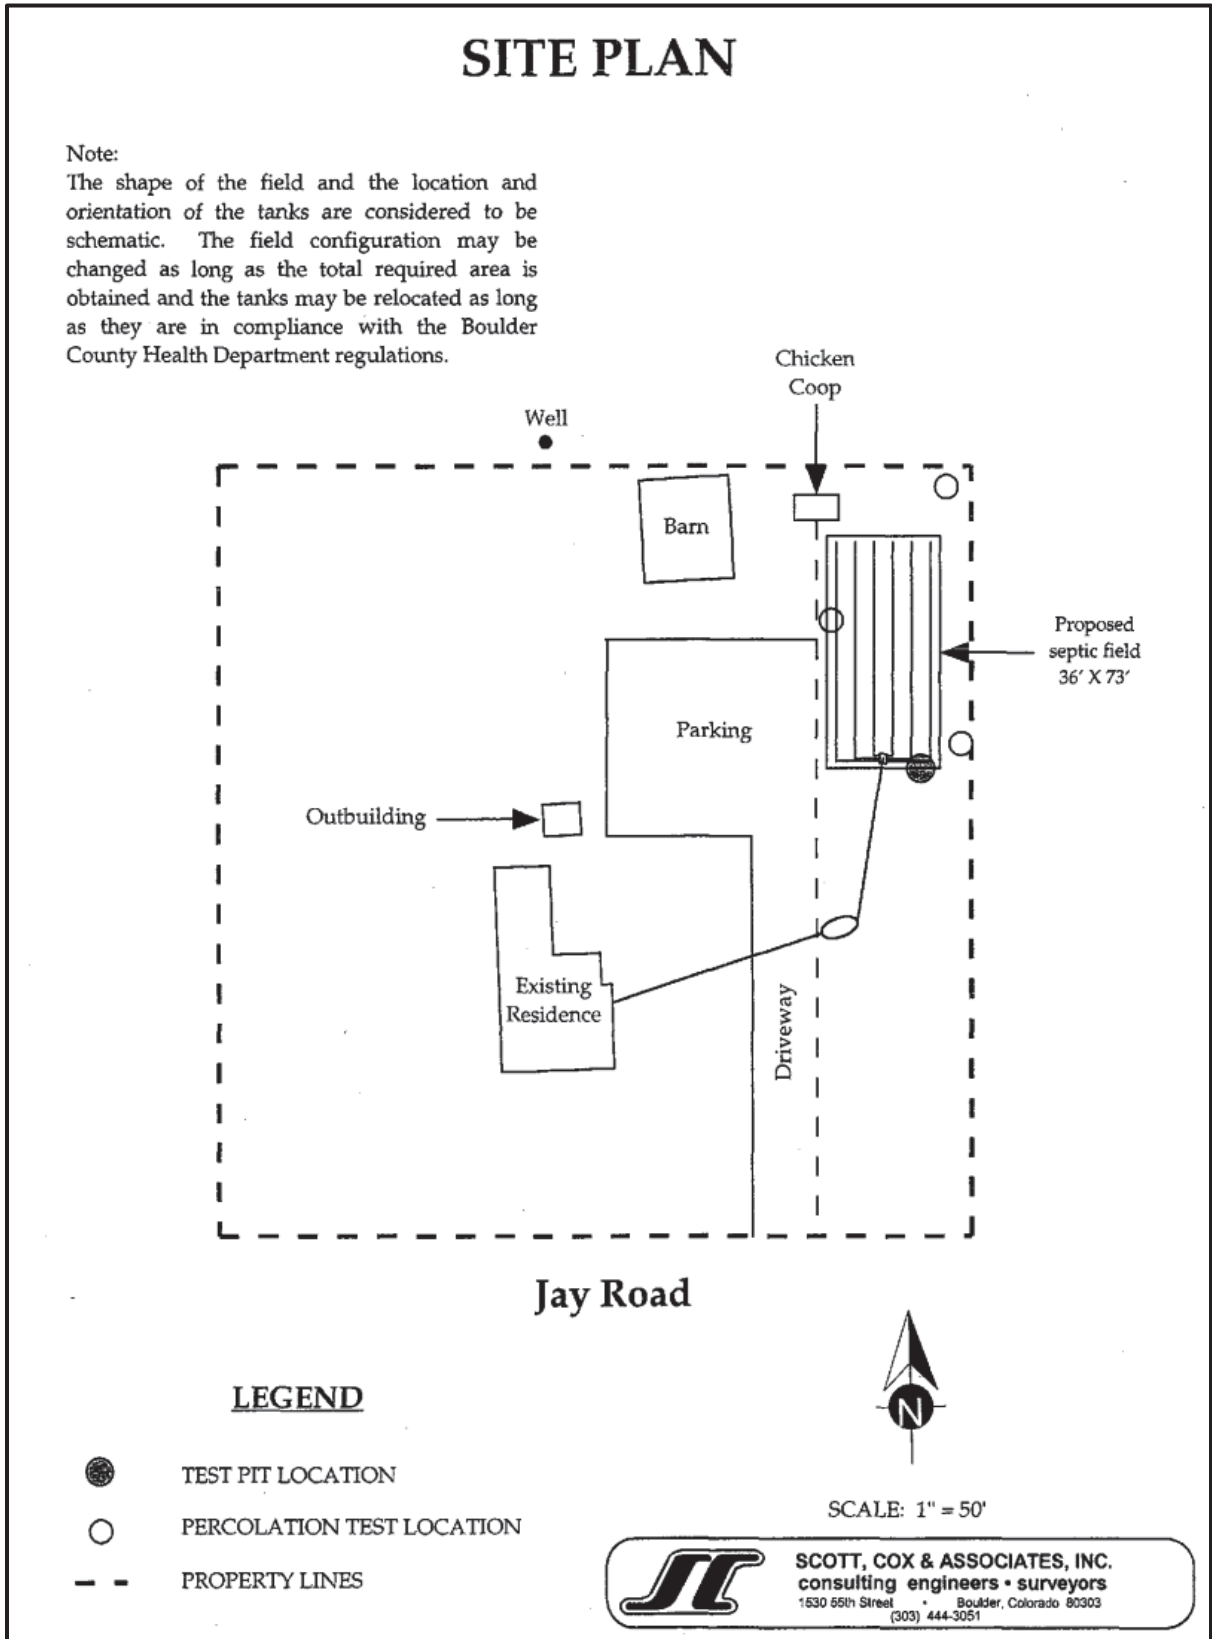 SITE PLAN
Note:
The shape of the field and the location and
orientation of the tanks are considered to be
schematic. The field configuration may be
changed as long as the total required area is
obtained and the tanks may be relocated as long
as they are in compliance with the Boulder
County Health Department regulations.
Chicken
Coop
Well
Barn
Proposed
septic field
36' X 73'
Parking
Outbuilding
Existing
Residence
Driveway
Jay Road
LEGEND
N
TEST PIT LOCATION
SCALE: 1" = 50'
PERCOLATION TEST LOCATION
PROPERTY LINES
SCOTT, COX & ASSOCIATES, INC.
consulting engineers • surveyors
1530 55th Street • Boulder, Colorado 80303
(303) 444-3051